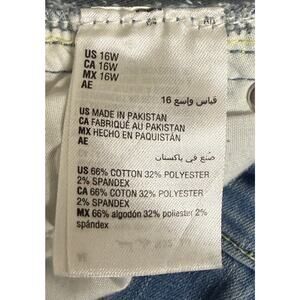 US 16W
CA 16W
MX 16W
AE
قياس واسع 16
US MADE IN PAKISTAN
CA FABRIQUÉ AU PAKISTAN
MX HECHO EN PAQUISTÁN
AE
صنع في باكستان
US 66% COTTON 32% POLYESTER
2% SPANDEX
CA 66% COTON 32% POLYESTER
2% SPANDEX
MX 66% algodón 32% poliéster 2%
spándex